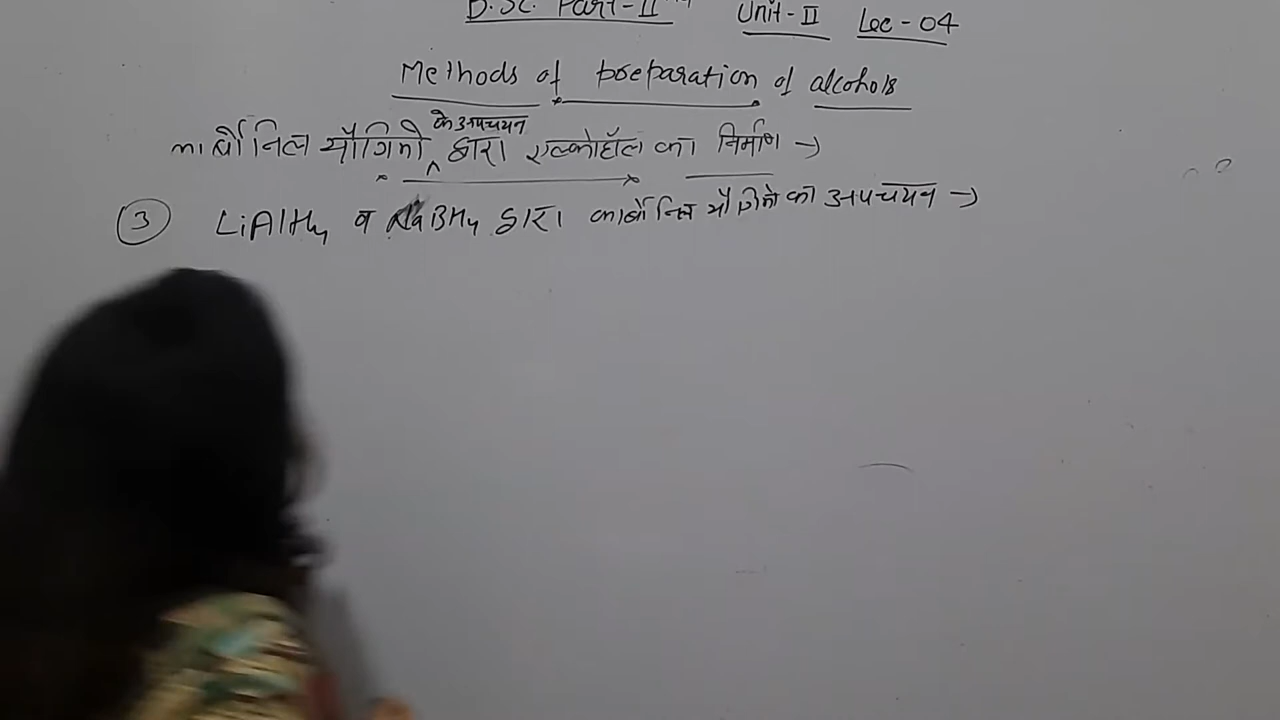 B.Sc. Part-II Unit-II Lec-04
Methods of preparation of alcohols
कार्बोनिल यौगिको के अपचयन द्वारा एल्कोहॉल का निर्माण →
③ LiAlH4 व NaBH4 द्वारा कार्बोनिल यौगिको का अपचयन →